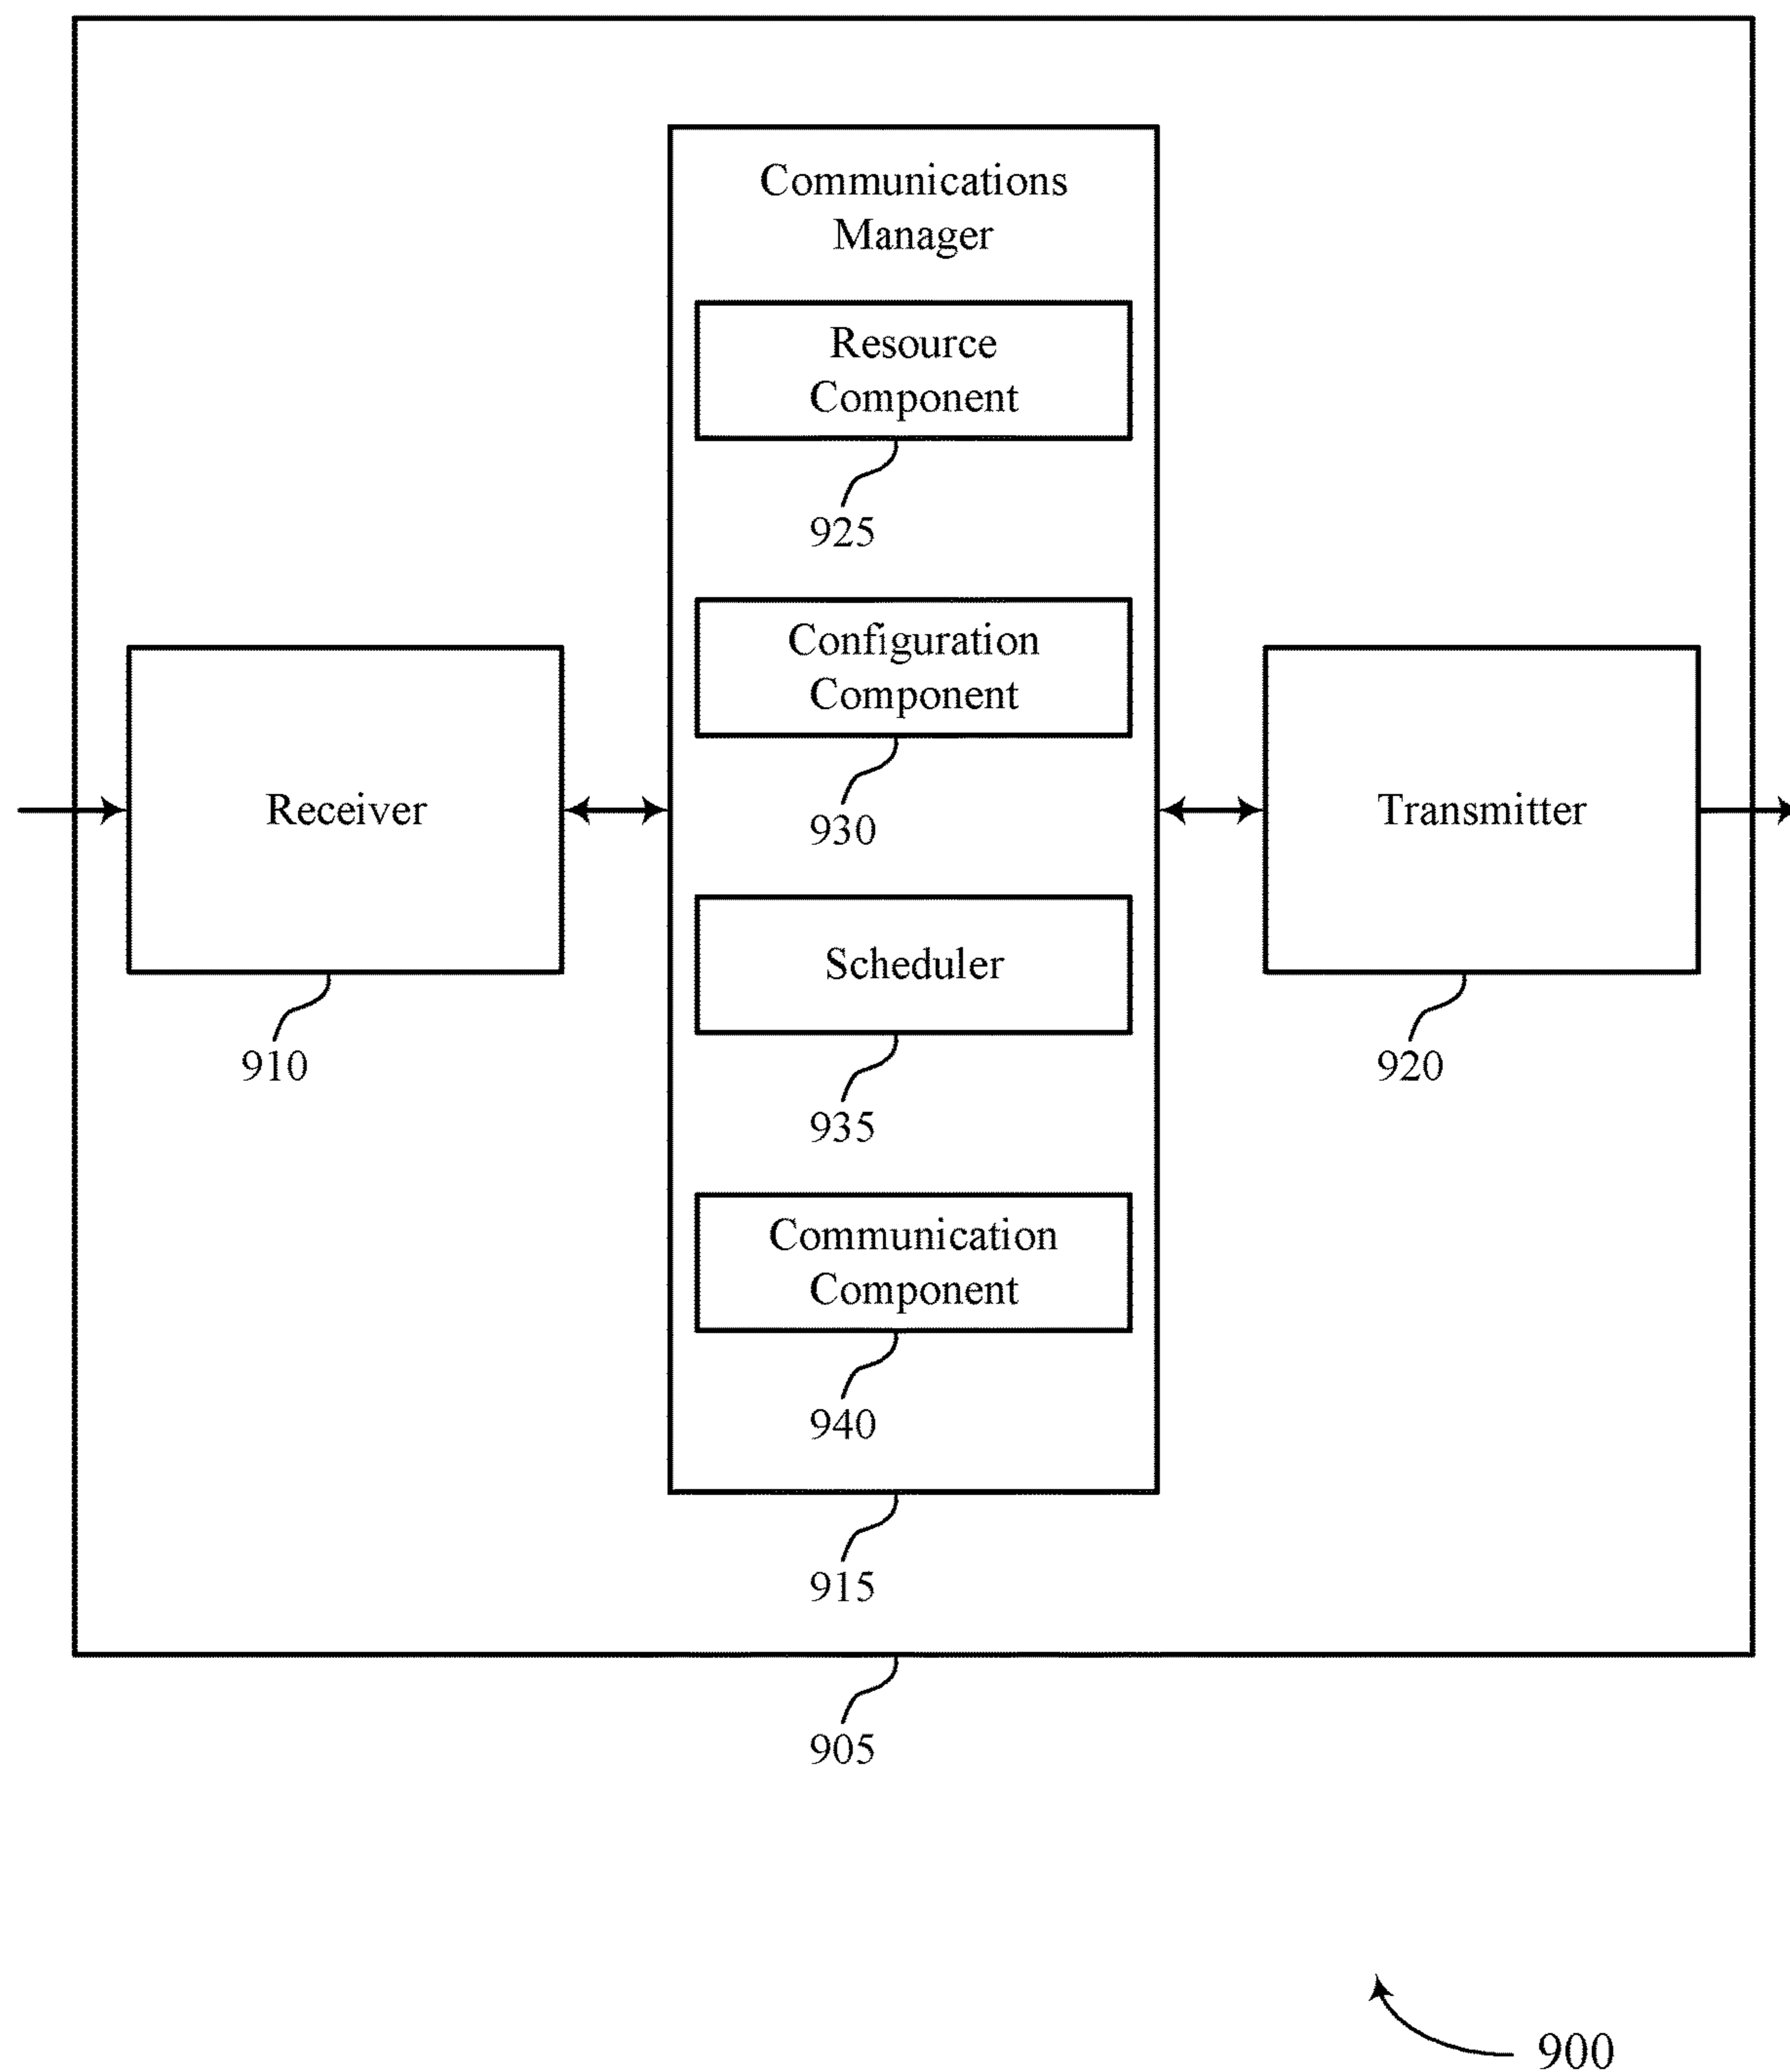 Communications
Manager
Resource
Component
925
Configuration
Component
930
Receiver
910
Transmitter
920
Scheduler
935
Communication
Component
940
915
905
900